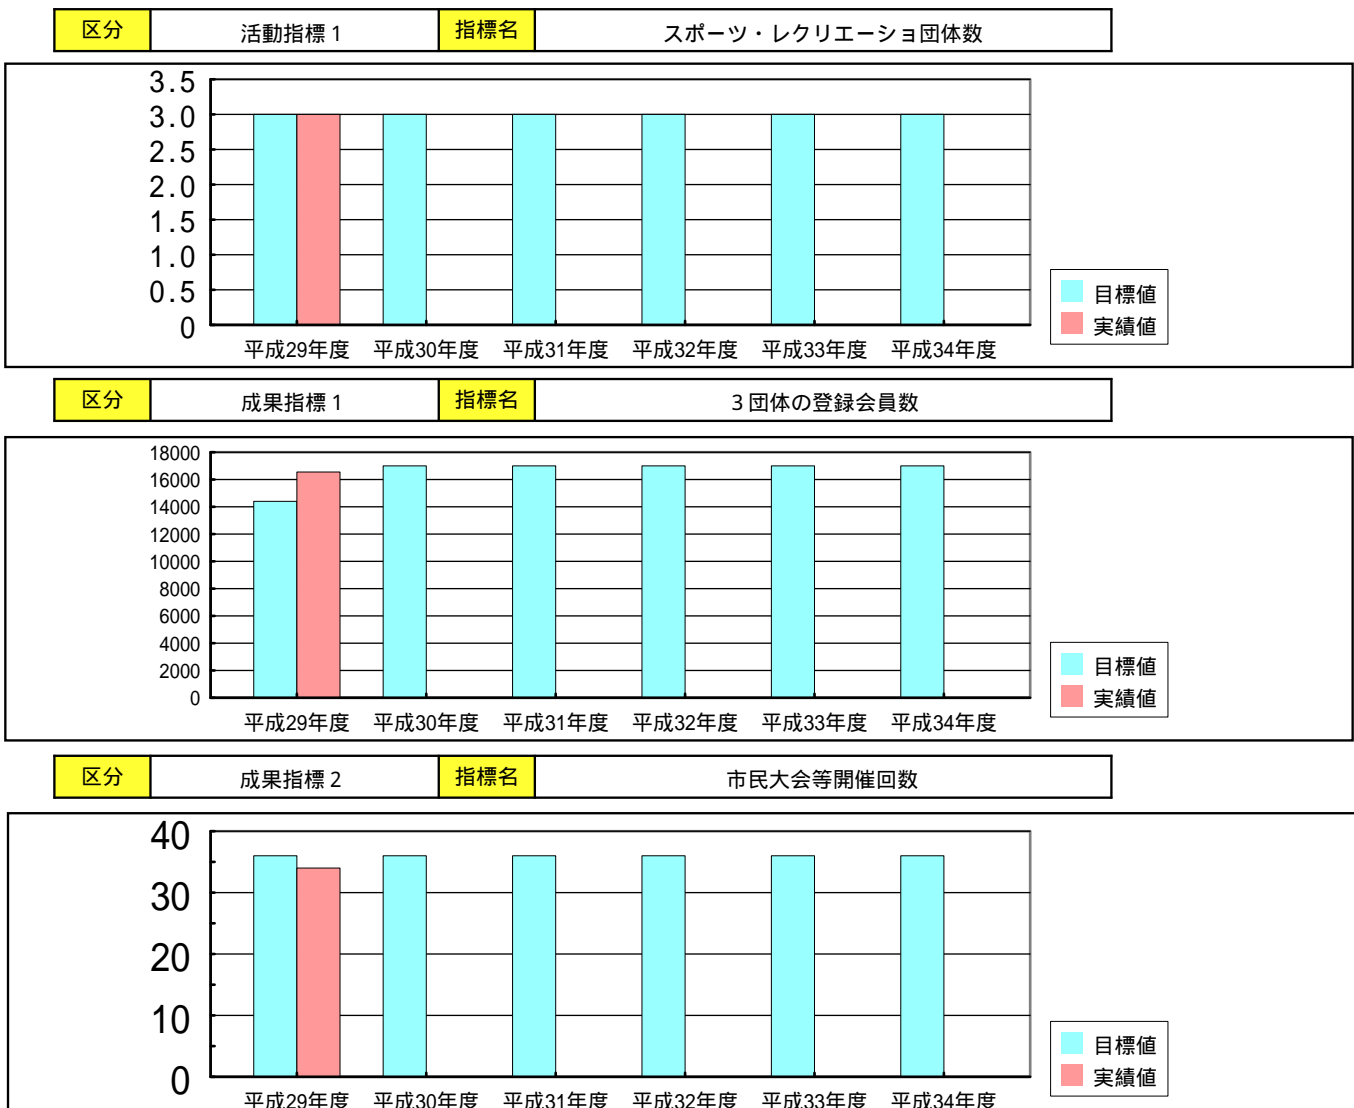 区分 活動指標１ 指標名 スポーツ・レクリエーショ団体数
3.5
3.0
2.5
2.0
1.5
1.0
0.5
0
平成29年度 平成30年度 平成31年度 平成32年度 平成33年度 平成34年度
目標値
実績値
区分 成果指標１ 指標名 ３団体の登録会員数
18000
16000
14000
12000
10000
8000
6000
4000
2000
0
平成29年度 平成30年度 平成31年度 平成32年度 平成33年度 平成34年度
目標値
実績値
区分 成果指標２ 指標名 市民大会等開催回数
40
30
20
10
0
平成29年度 平成30年度 平成31年度 平成32年度 平成33年度 平成34年度
目標値
実績値